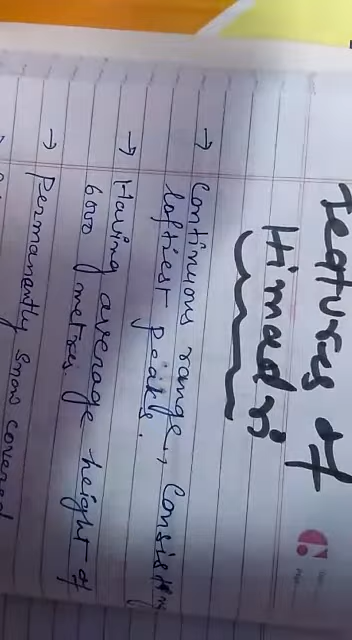 Features of
Himadri
→ Continuous range, consisting
loftiest peaks.
→ Having average height of
6000 metres.
→ Permanently snow covered